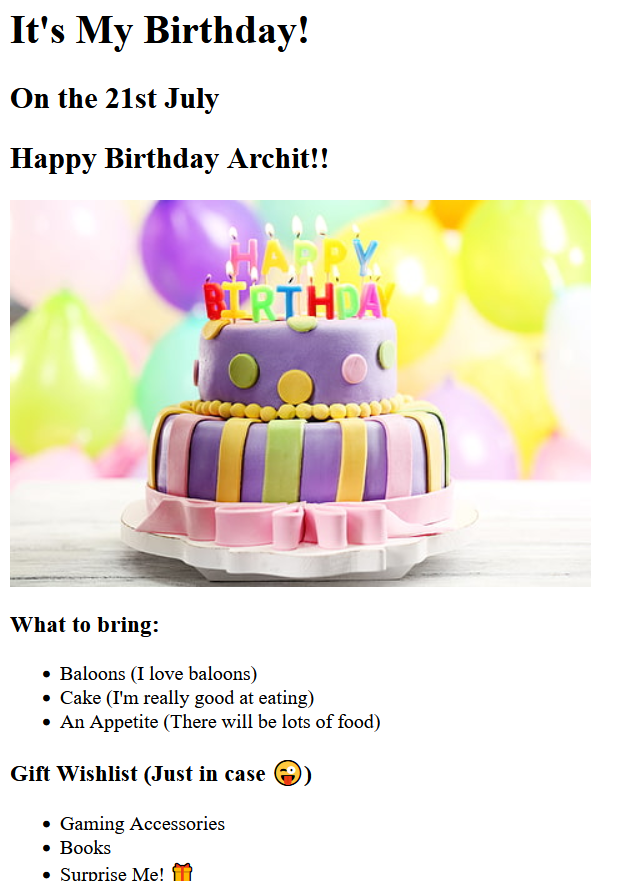 It's My Birthday!
On the 21st July
Happy Birthday Archit!!
HAPPY
BIRTHDAY
What to bring:
Baloons (I love baloons)
Cake (I'm really good at eating)
An Appetite (There will be lots of food)
Gift Wishlist (Just in case 😜)
Gaming Accessories
Books
Surprise Me! 🎁